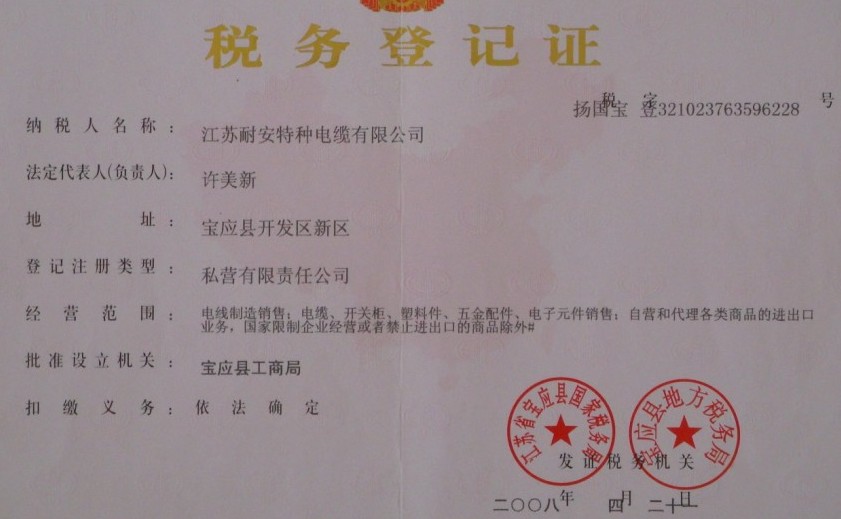 税务登记证
税 字 号
扬国宝 登321023763596228
纳税人名称： 江苏耐安特种电缆有限公司
法定代表人(负责人)： 许美新
地 址： 宝应县开发区新区
登记注册类型： 私营有限责任公司
经营范围： 电线制造销售；电缆、开关柜、塑料件、五金配件、电子元件销售；自营和代理各类商品的进出口
业务，国家限制企业经营或者禁止进出口的商品除外#
批准设立机关： 宝应县工商局
扣缴义务： 依法确定
江苏省宝应县国家税务局
宝应县地方税务局
发证税务机关
二〇〇八年 四月 二十一日